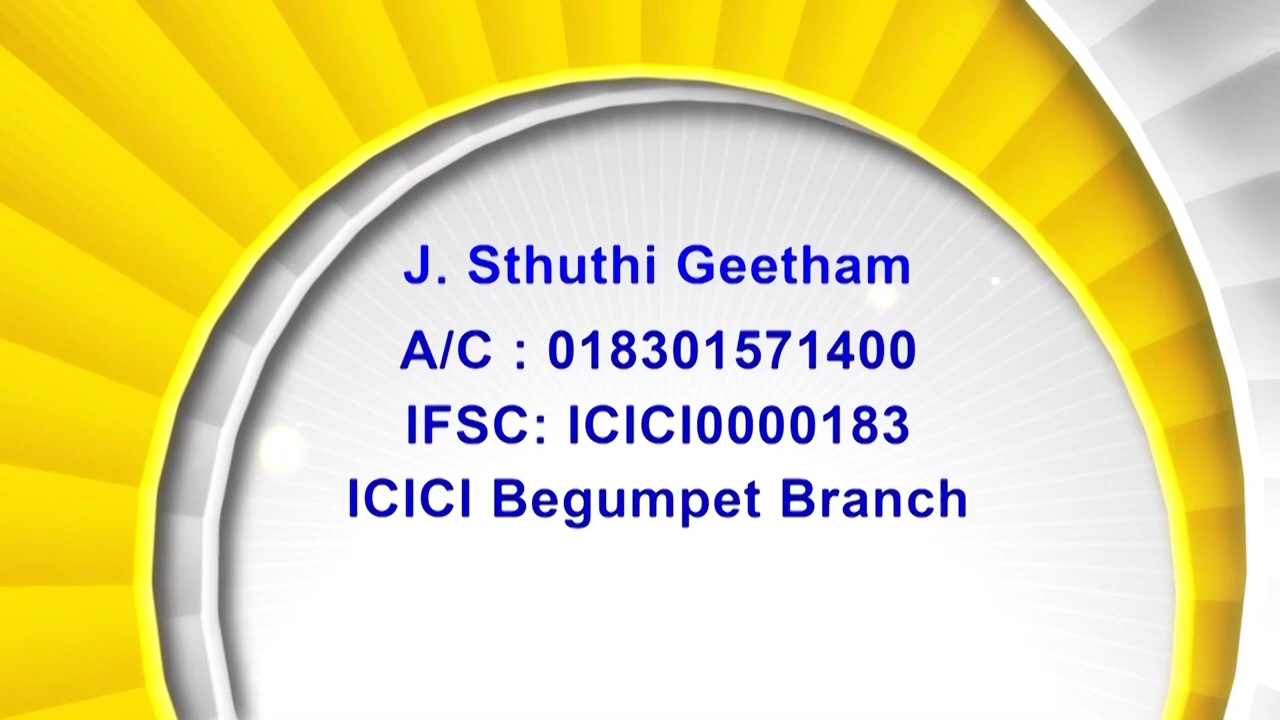 J. Sthuthi Geetham
A/C : 018301571400
IFSC: ICICI0000183
ICICI Begumpet Branch